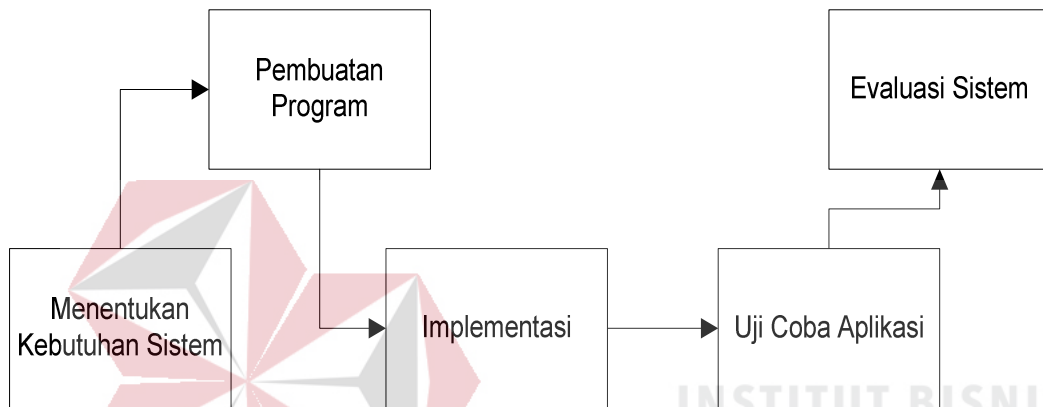 Pembuatan
Program
Evaluasi Sistem
Menentukan
Kebutuhan Sistem
Implementasi
Uji Coba Aplikasi
INSTITUT BISNI